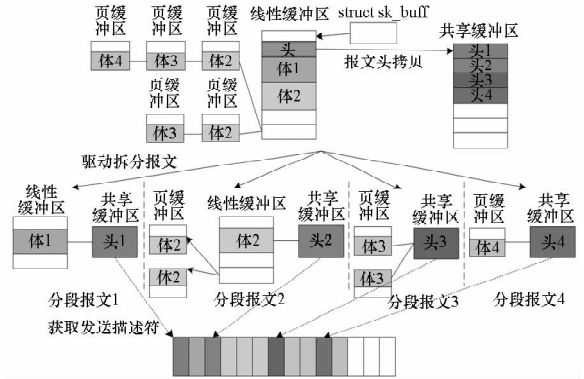 页缓
冲区
页缓
冲区
页缓
冲区
线性缓冲区
struct sk_buff
共享缓冲区
体4
体3
体2
头
体1
体2
报文头拷贝
头1
头2
头3
头4
页缓
冲区
页缓
冲区
体3
体2
驱动拆分报文
线性
缓冲区
共享
缓冲区
页缓
冲区
线性缓冲区
共享
缓冲区
页缓
冲区
共享
缓冲区
页缓
冲区
共享
缓冲区
体1
头1
体2
体2
体2
头2
体3
体3
头3
体4
头4
分段报文1
分段报文2
分段报文3
分段报文4
获取发送描述符